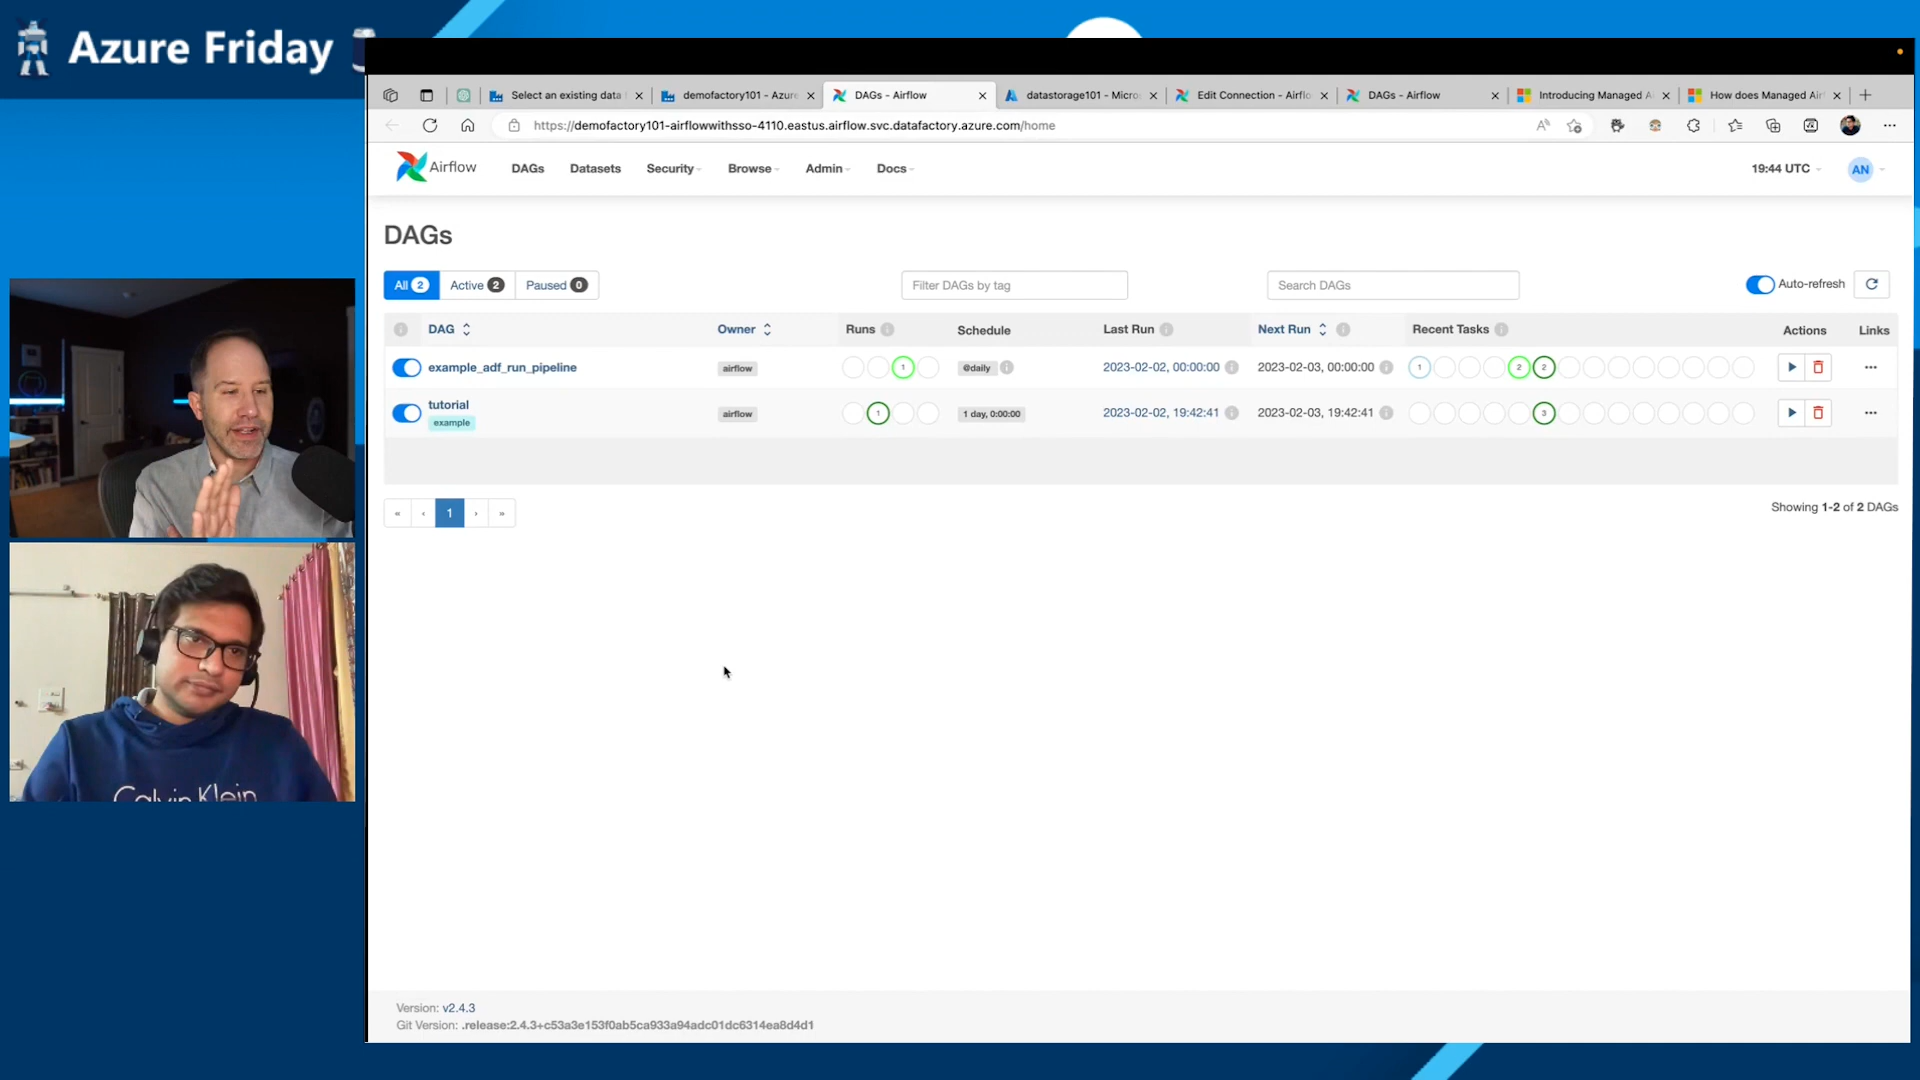 Azure Friday
Select an existing data
demofactory101 - Azure
DAGs - Airflow
datastorage101 - Micro
Edit Connection - Airflo
DAGs - Airflow
Introducing Managed A
How does Managed Air
https://demofactory101-airflowwithsso-4110.eastus.airflow.svc.datafactory.azure.com/home
Airflow
DAGs
Datasets
Security
Browse
Admin
Docs
19:44 UTC
AN
DAGs
All 2
Active 2
Paused 0
Filter DAGs by tag
Search DAGs
Auto-refresh
DAG Owner Runs Schedule Last Run Next Run Recent Tasks Actions Links
example_adf_run_pipeline airflow 1 @daily 2023-02-02, 00:00:00 2023-02-03, 00:00:00 1 2 2
tutorial airflow 1 1 day, 0:00:00 2023-02-02, 19:42:41 2023-02-03, 19:42:41 3
example
« ‹ 1 › »
Showing 1-2 of 2 DAGs
Calvin Klein
Version: v2.4.3
Git Version: .release:2.4.3+c53a3e153f0ab5ca933a94adc01dc6314ea8d4d1